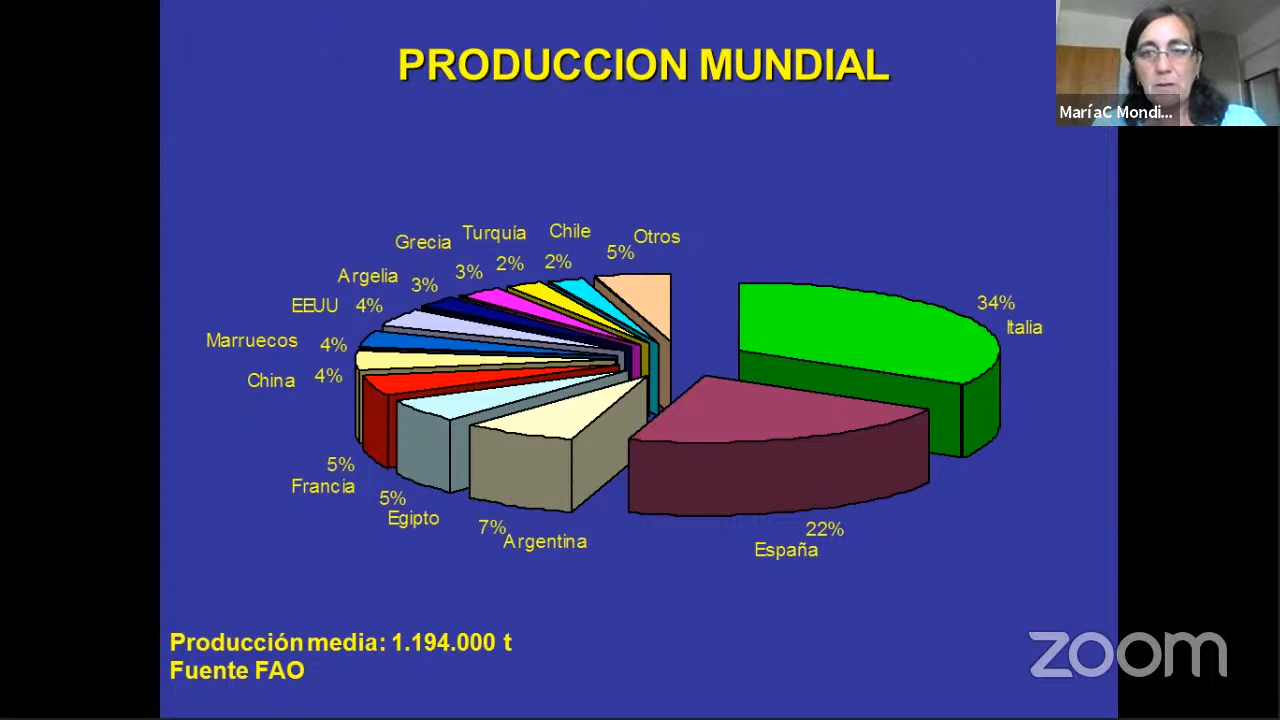 PRODUCCION MUNDIAL
MaríaC Mondi...
Grecia
Turquía
Chile
Otros
5%
2%
2%
3%
Argelia
3%
EEUU
4%
Marruecos
4%
China
4%
34%
Italia
5%
Francia
5%
Egipto
7%
Argentina
22%
España
Producción media: 1.194.000 t
Fuente FAO
zoom